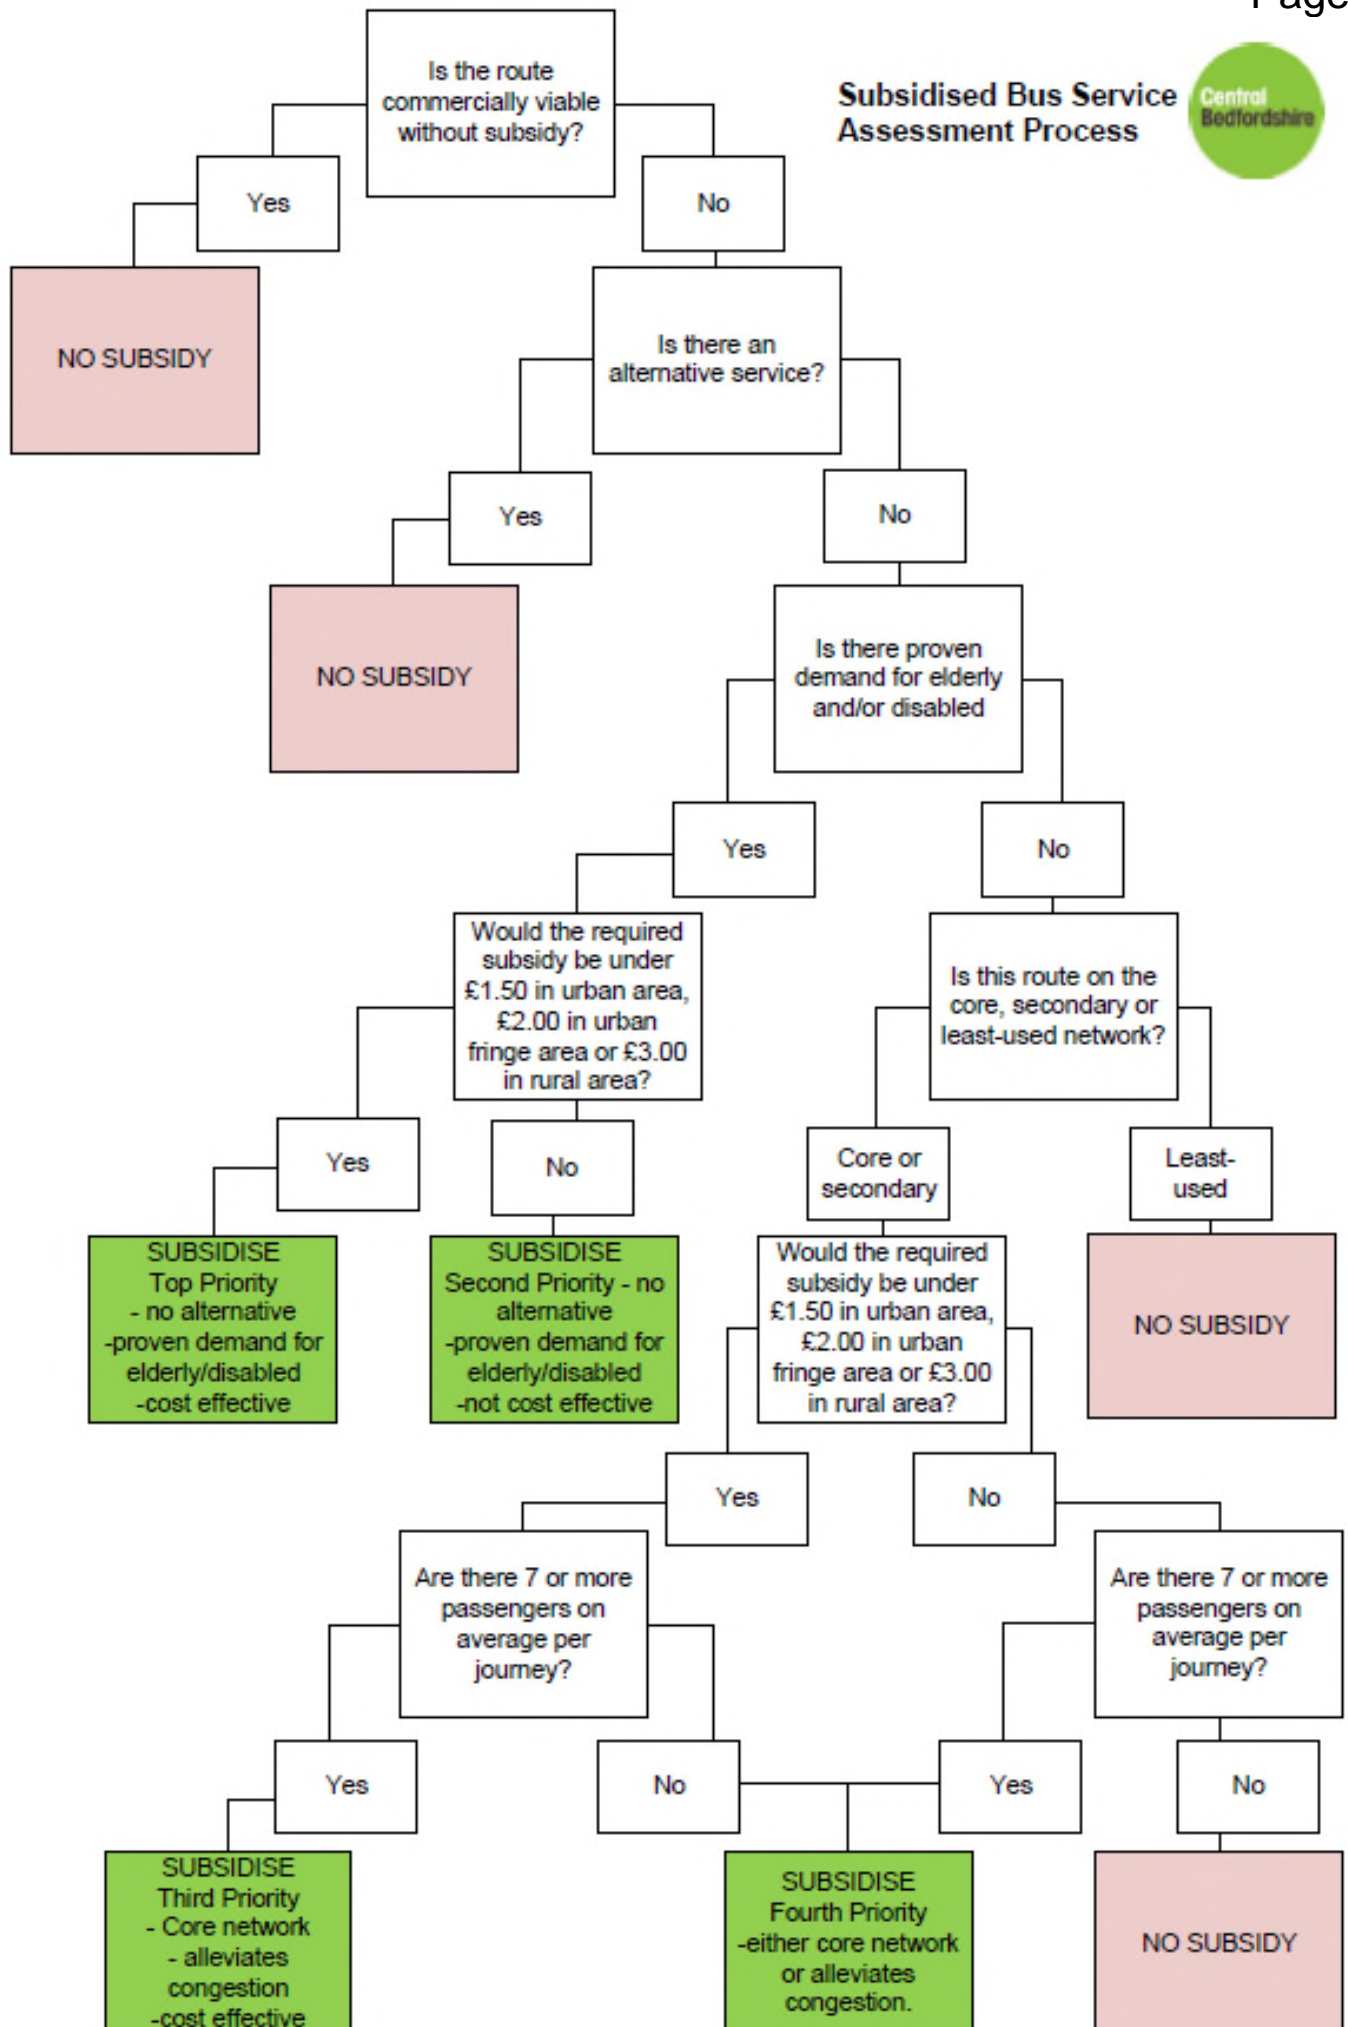 Page
Subsidised Bus Service
Assessment Process
Central
Bedfordshire
Is the route
commercially viable
without subsidy?
Yes
No
NO SUBSIDY
Is there an
alternative service?
Yes
No
NO SUBSIDY
Is there proven
demand for elderly
and/or disabled
Yes
No
Would the required
subsidy be under
£1.50 in urban area,
£2.00 in urban
fringe area or £3.00
in rural area?
Is this route on the
core, secondary or
least-used network?
Yes
No
Core or
secondary
Least-
used
SUBSIDISE
Top Priority
- no alternative
-proven demand for
elderly/disabled
-cost effective
SUBSIDISE
Second Priority - no
alternative
-proven demand for
elderly/disabled
-not cost effective
Would the required
subsidy be under
£1.50 in urban area,
£2.00 in urban
fringe area or £3.00
in rural area?
NO SUBSIDY
Yes
No
Are there 7 or more
passengers on
average per
journey?
Are there 7 or more
passengers on
average per
journey?
Yes
No
Yes
No
SUBSIDISE
Third Priority
- Core network
- alleviates
congestion
-cost effective
SUBSIDISE
Fourth Priority
-either core network
or alleviates
congestion.
NO SUBSIDY